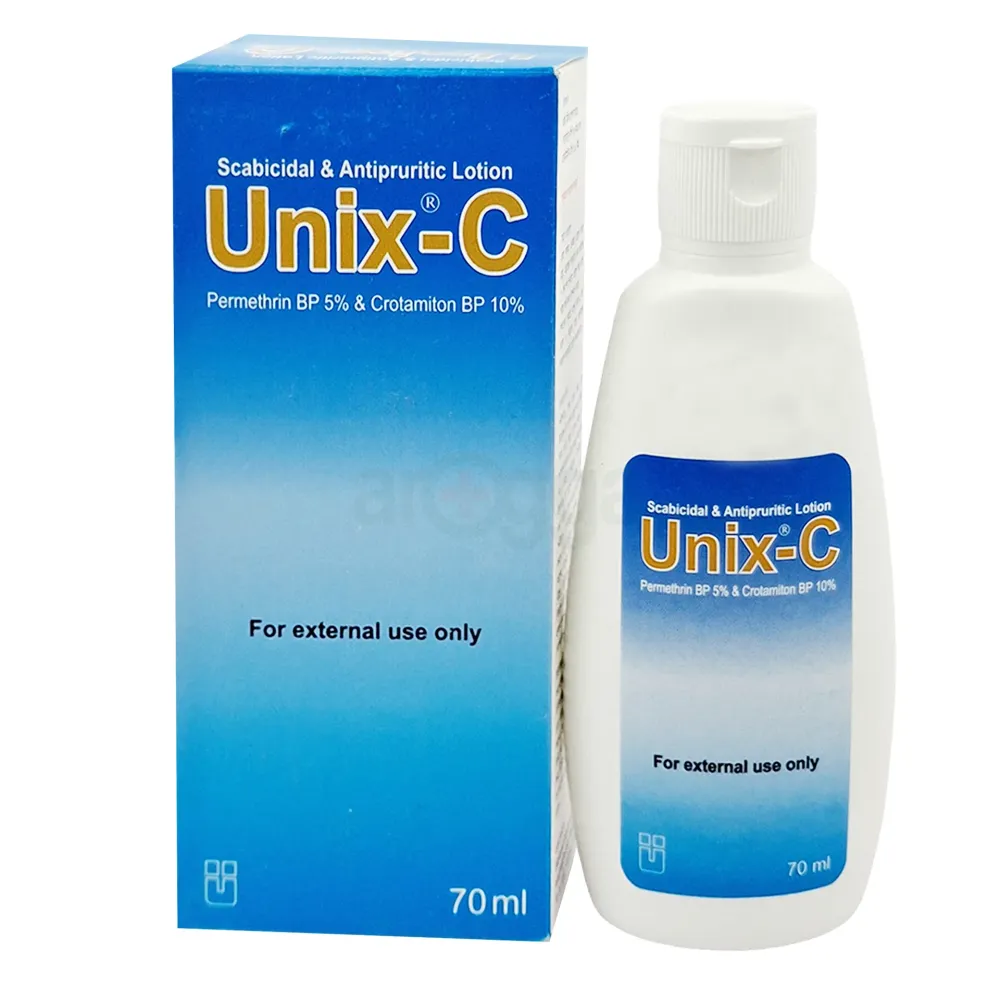 Scabicidal & Antipruritic Lotion
Unix®-C
Permethrin BP 5% & Crotamiton BP 10%
For external use only
70 ml
Scabicidal & Antipruritic Lotion
Unix®-C
Permethrin BP 5% & Crotamiton BP 10%
For external use only
70 ml